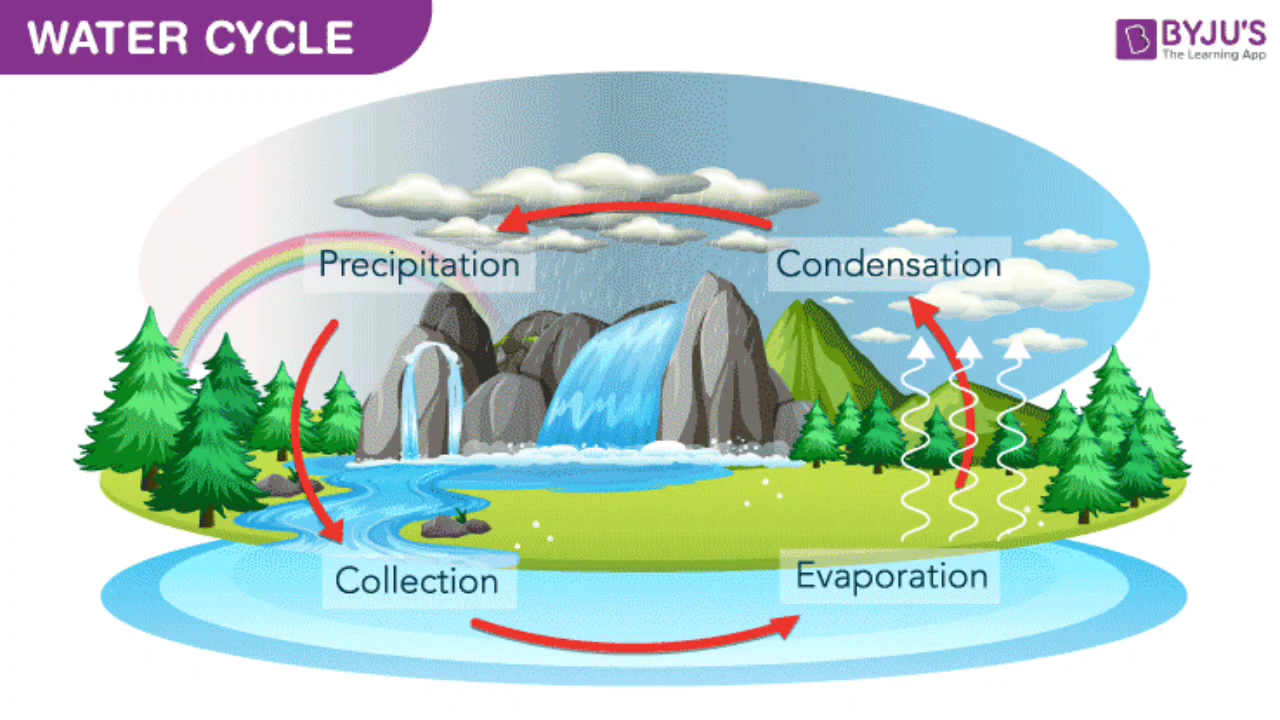 WATER CYCLE
BYJU'S
The Learning App
Precipitation
Condensation
Collection
Evaporation